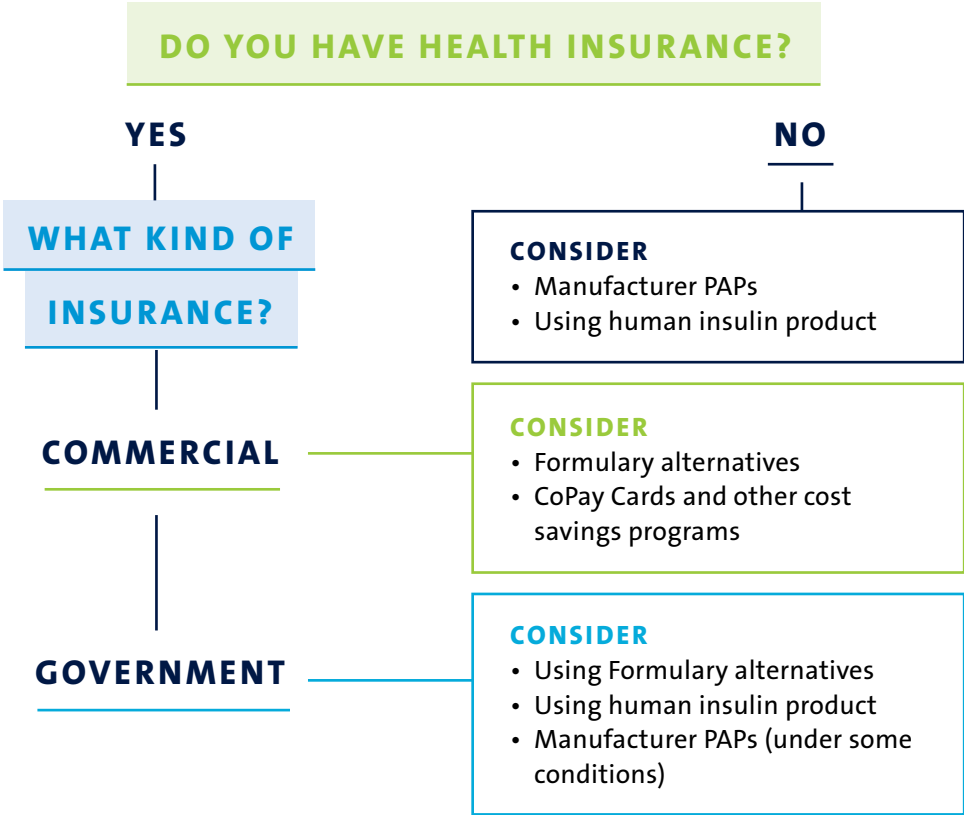 DO YOU HAVE HEALTH INSURANCE?
YES
NO
WHAT KIND OF
INSURANCE?
CONSIDER
• Manufacturer PAPs
• Using human insulin product
COMMERCIAL
CONSIDER
• Formulary alternatives
• CoPay Cards and other cost
savings programs
GOVERNMENT
CONSIDER
• Using Formulary alternatives
• Using human insulin product
• Manufacturer PAPs (under some
conditions)